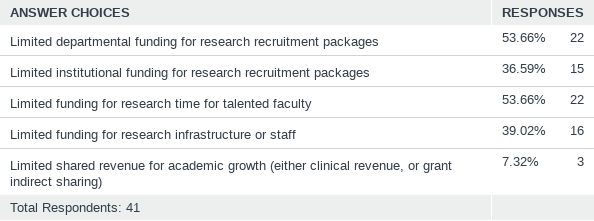 ANSWER CHOICES RESPONSES
Limited departmental funding for research recruitment packages 53.66% 22
Limited institutional funding for research recruitment packages 36.59% 15
Limited funding for research time for talented faculty 53.66% 22
Limited funding for research infrastructure or staff 39.02% 16
Limited shared revenue for academic growth (either clinical revenue, or grant 7.32% 3
indirect sharing)
Total Respondents: 41